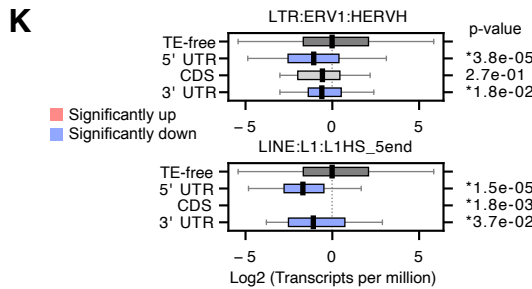 K
LTR:ERV1:HERVH
p-value
TE-free
5' UTR *3.8e-05
CDS 2.7e-01
3' UTR *1.8e-02
Significantly up
Significantly down
−5 0 5
LINE:L1:L1HS_5end
TE-free
5' UTR *1.5e-05
CDS *1.8e-03
3' UTR *3.7e-02
−5 0 5
Log2 (Transcripts per million)